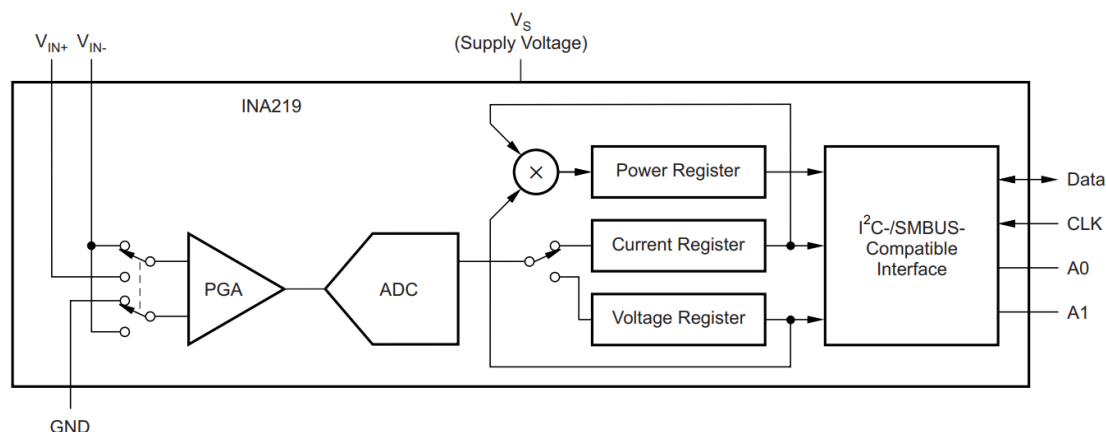 V_S
(Supply Voltage)
V_IN+ V_IN-
INA219
Power Register
Current Register
Voltage Register
PGA
ADC
×
I²C-/SMBUS-
Compatible
Interface
Data
CLK
A0
A1
GND